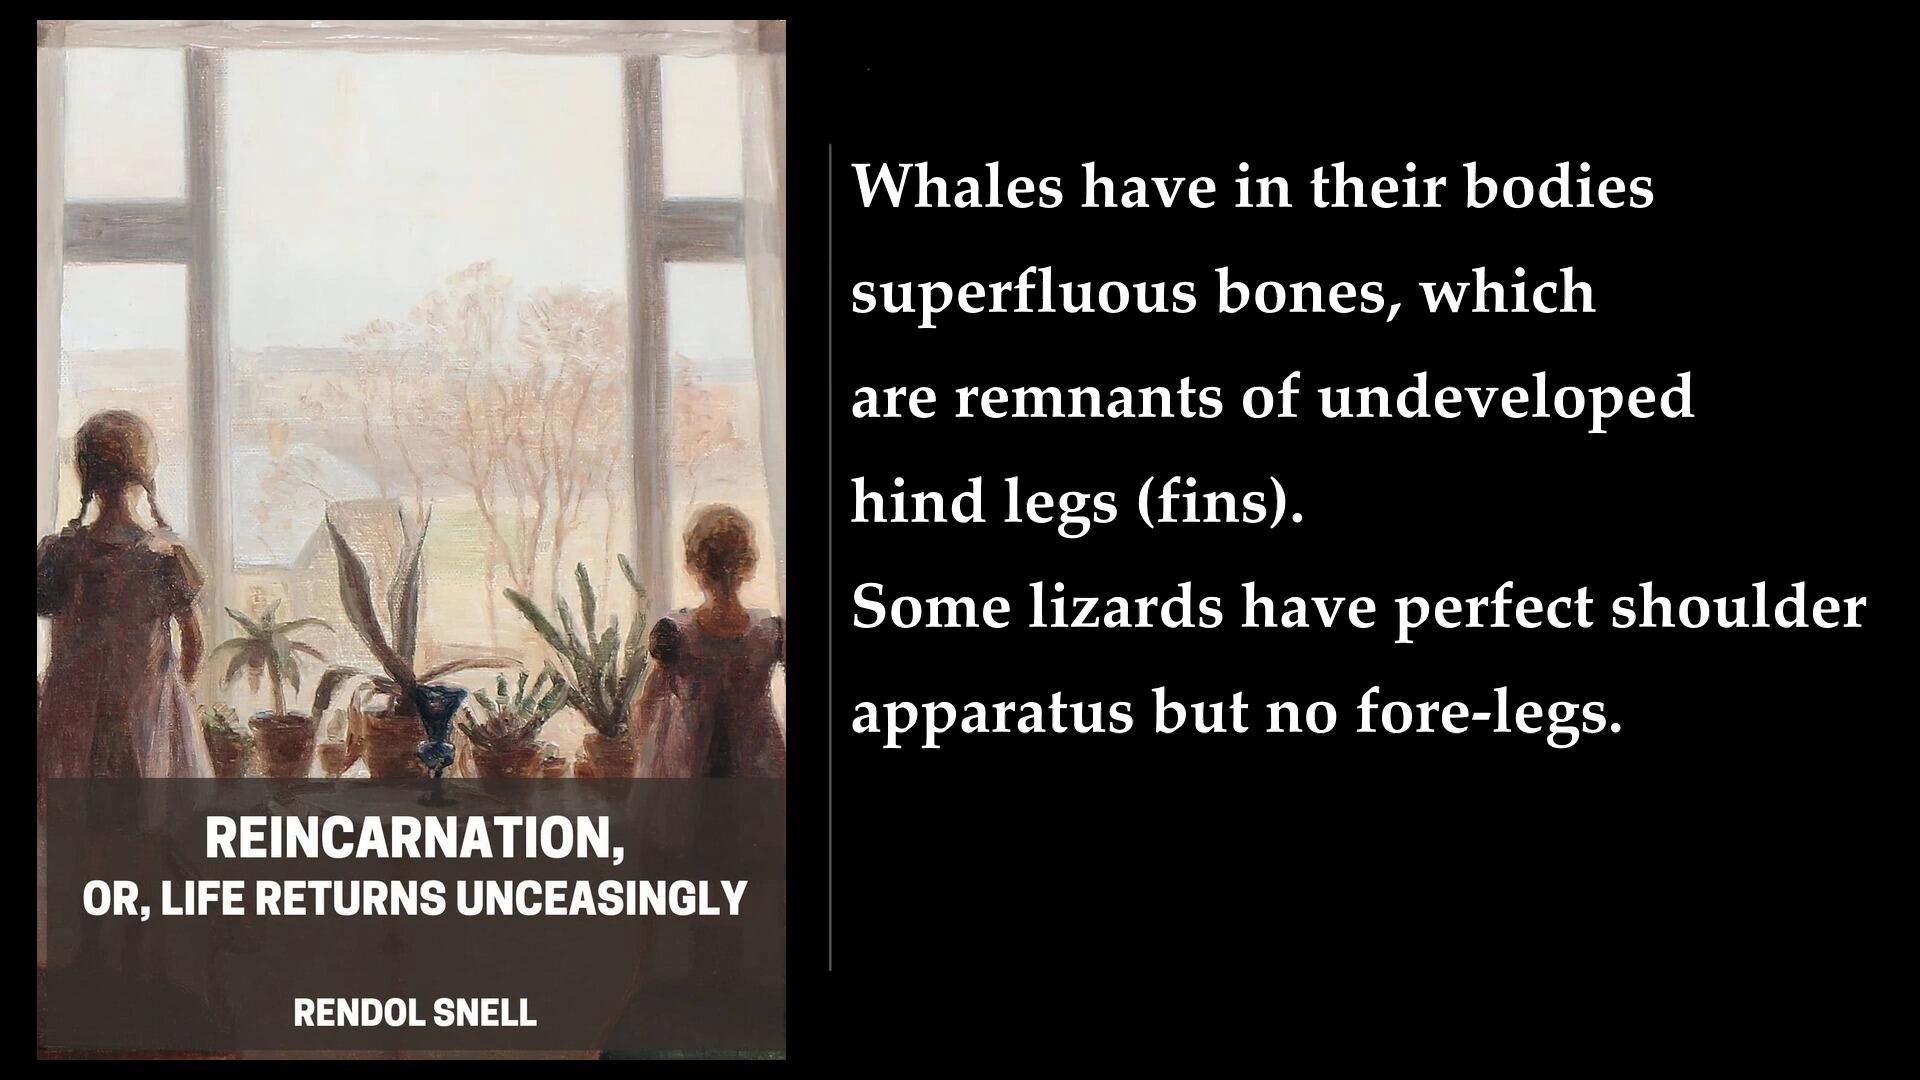 Whales have in their bodies
superfluous bones, which
are remnants of undeveloped
hind legs (fins).
Some lizards have perfect shoulder
apparatus but no fore-legs.
REINCARNATION,
OR, LIFE RETURNS UNCEASINGLY
RENDOL SNELL